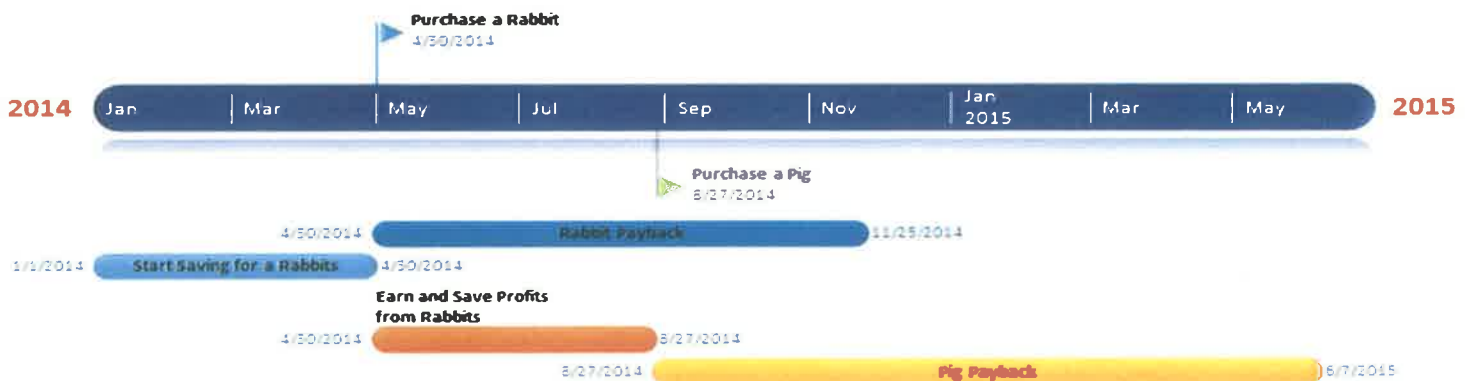 Purchase a Rabbit
4/30/2014
2014
Jan
Mar
May
Jul
Sep
Nov
Jan
2015
Mar
May
2015
Purchase a Pig
8/27/2014
4/30/2014
Rabbit Payback
11/25/2014
1/1/2014
Start Saving for a Rabbits
4/30/2014
Earn and Save Profits
from Rabbits
4/30/2014
8/27/2014
8/27/2014
Pig Payback
6/7/2015